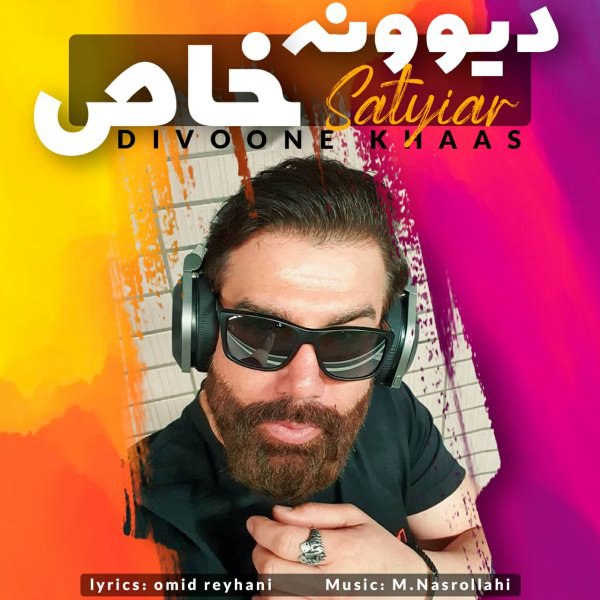 دیوونه
خاص
Satyiar
DIVOONE KHAAS
lyrics: omid reyhani Music: M.Nasrollahi